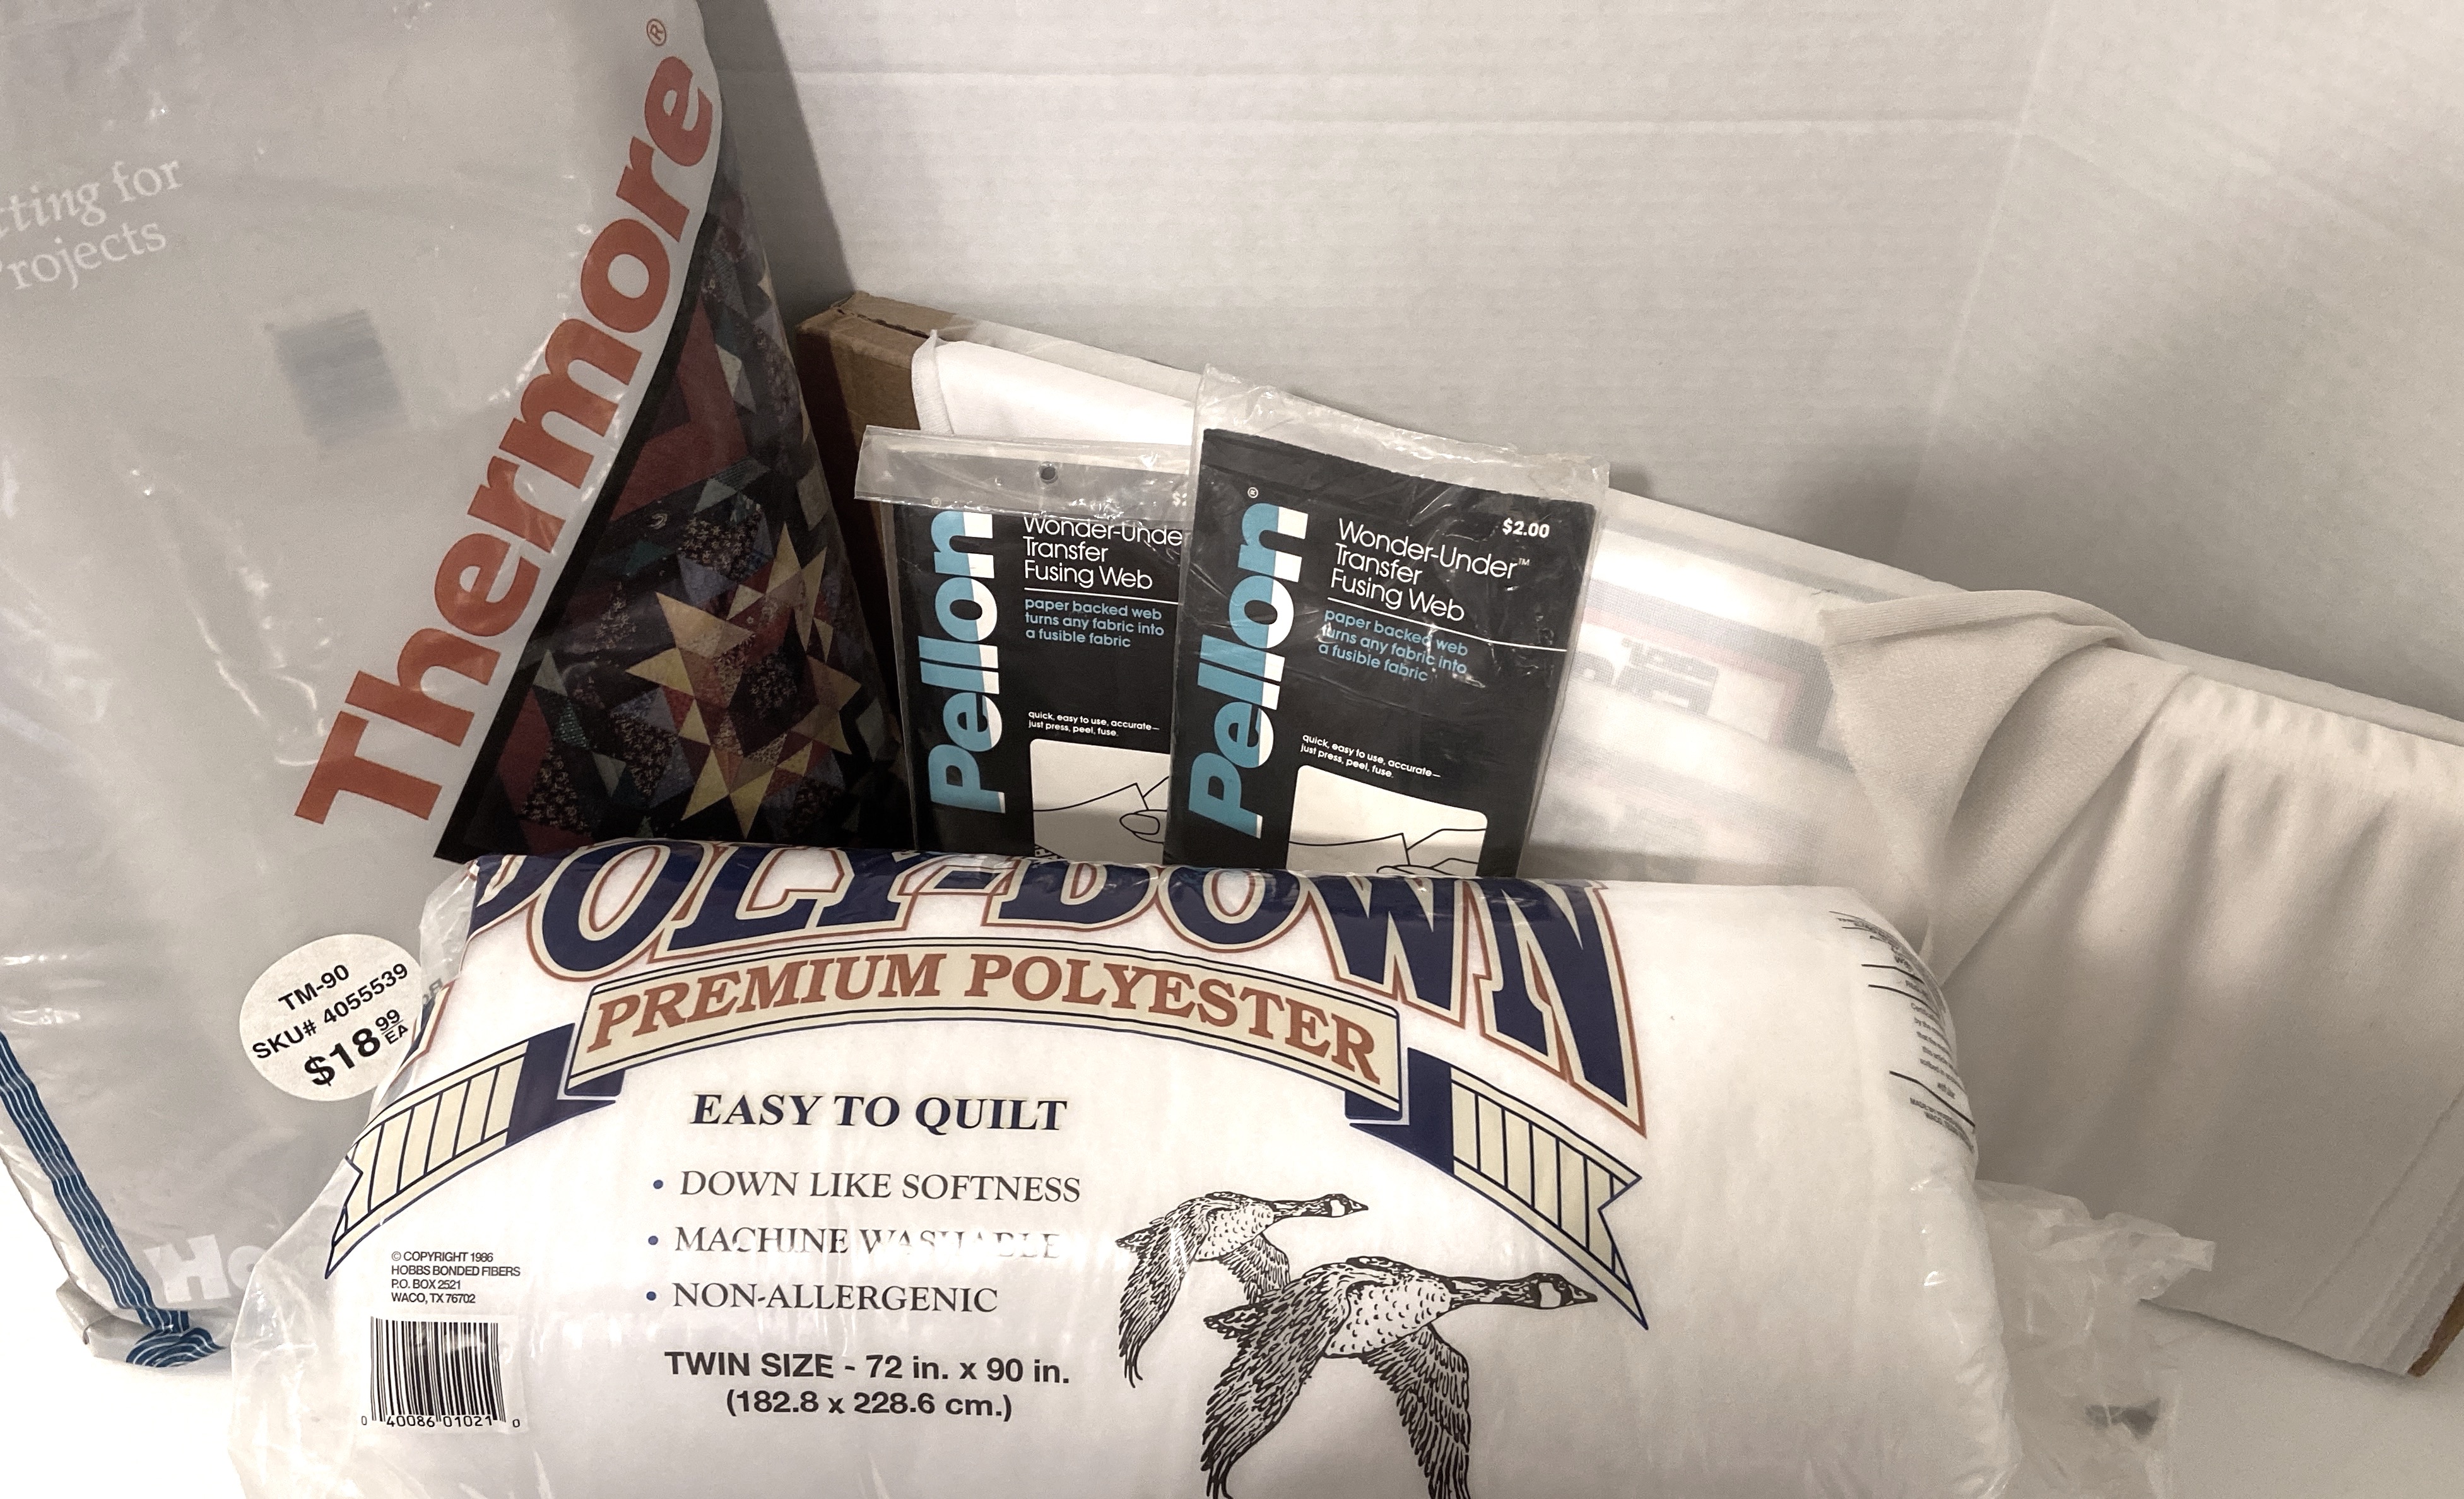 Thermore®
tting for
rojects
TM-90
SKU# 4055539
$18 99
EA
Ho
Pellon®
Wonder-Unde
Transfer
Fusing Web
paper backed web
turns any fabric into
a fusible fabric
quick, easy to use, accurate—
just press, peel, fuse.
Pellon®
$2.00
Wonder-Under™
Transfer
Fusing Web
paper backed web
turns any fabric into
a fusible fabric
quick, easy to use, accurate—
just press, peel, fuse.
POLY-DOWN
PREMIUM POLYESTER
EASY TO QUILT
• DOWN LIKE SOFTNESS
• MACHINE WASHABLE
• NON-ALLERGENIC
TWIN SIZE - 72 in. x 90 in.
(182.8 x 228.6 cm.)
© COPYRIGHT 1986
HOBBS BONDED FIBERS
P.O. BOX 2521
WACO, TX 76702
0 40086 01021 0